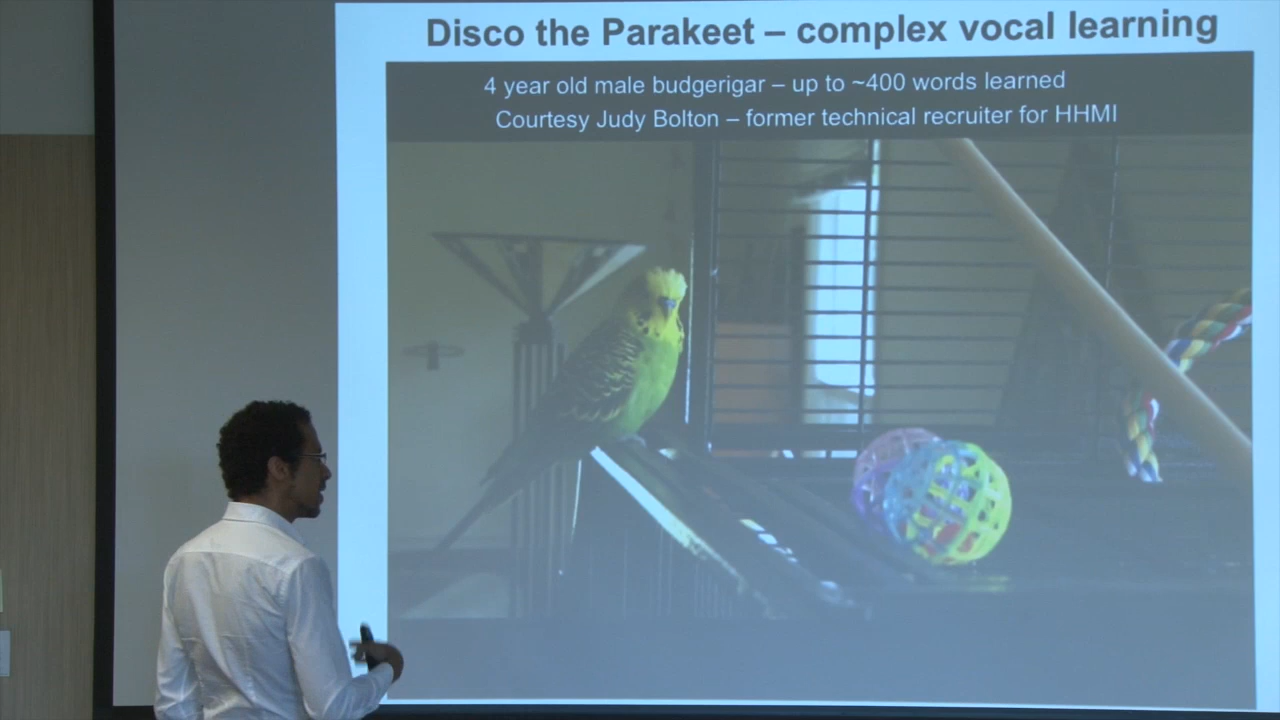 Disco the Parakeet – complex vocal learning
4 year old male budgerigar – up to ~400 words learned
Courtesy Judy Bolton – former technical recruiter for HHMI